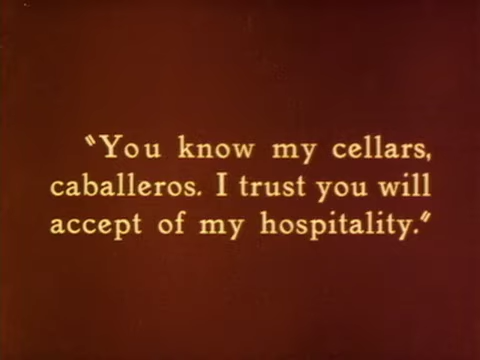 "You know my cellars,
caballeros. I trust you will
accept of my hospitality."